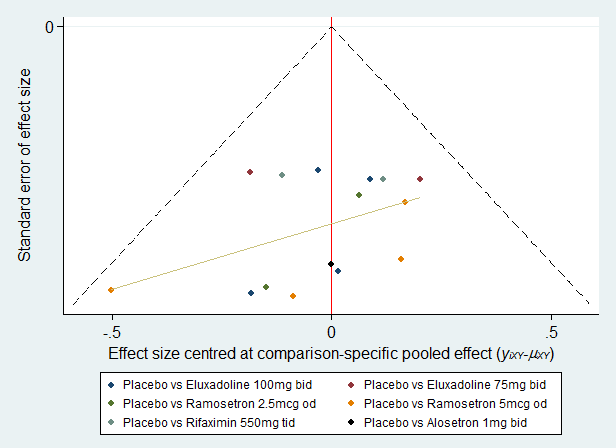 0
Standard error of effect size
-.5 0 .5
Effect size centred at comparison-specific pooled effect (yiXY-μXY)
Placebo vs Eluxadoline 100mg bid Placebo vs Eluxadoline 75mg bid
Placebo vs Ramosetron 2.5mcg od Placebo vs Ramosetron 5mcg od
Placebo vs Rifaximin 550mg tid Placebo vs Alosetron 1mg bid